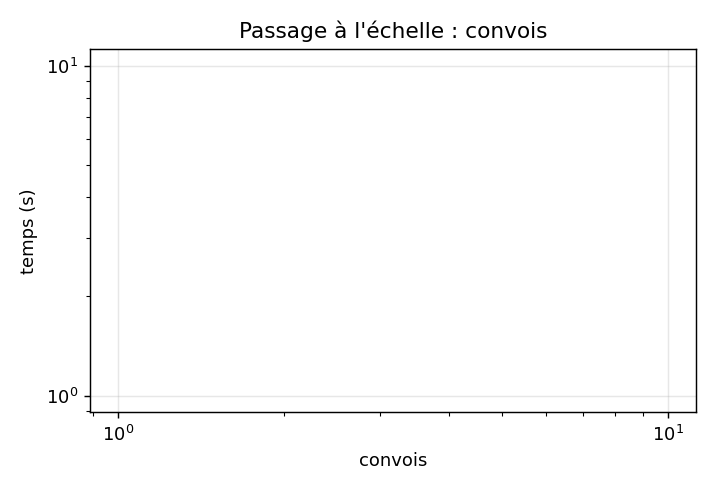 Passage à l'échelle : convois
10¹
temps (s)
10⁰
10⁰ 10¹
convois